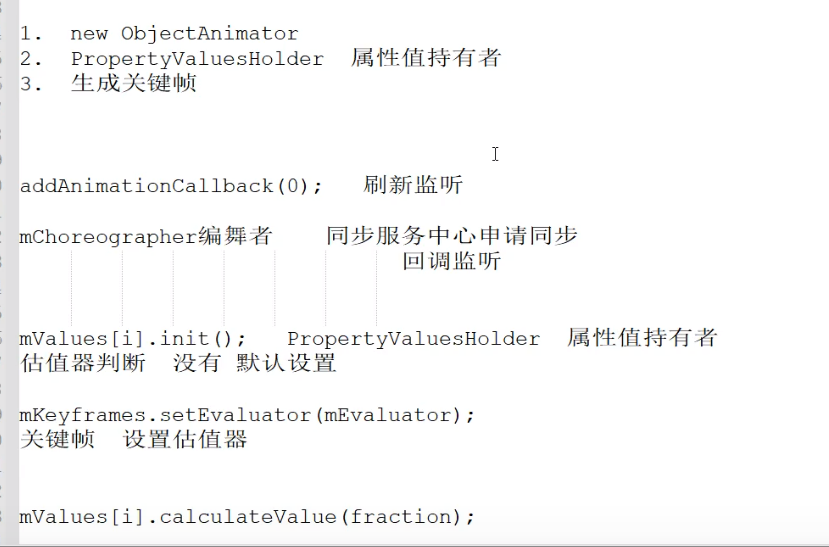 1. new ObjectAnimator
2. PropertyValuesHolder 属性值持有者
3. 生成关键帧
addAnimationCallback(0); 刷新监听
mChoreographer编舞者 同步服务中心申请同步
回调监听
mValues[i].init(); PropertyValuesHolder 属性值持有者
估值器判断 没有 默认设置
mKeyframes.setEvaluator(mEvaluator);
关键帧 设置估值器
mValues[i].calculateValue(fraction);